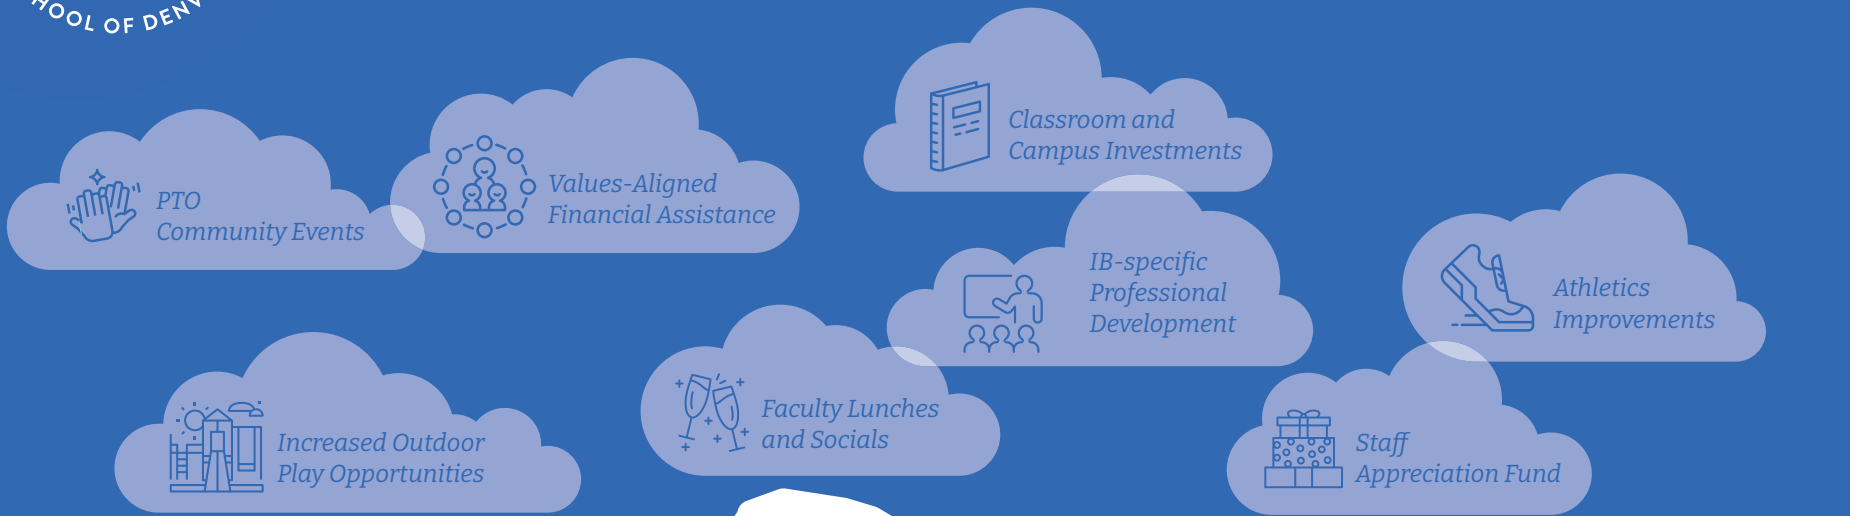 OOL OF DEN
Classroom and
Campus Investments
Values-Aligned
Financial Assistance
PTO
Community Events
IB-specific
Professional
Development
Athletics
Improvements
Increased Outdoor
Play Opportunities
Faculty Lunches
and Socials
Staff
Appreciation Fund